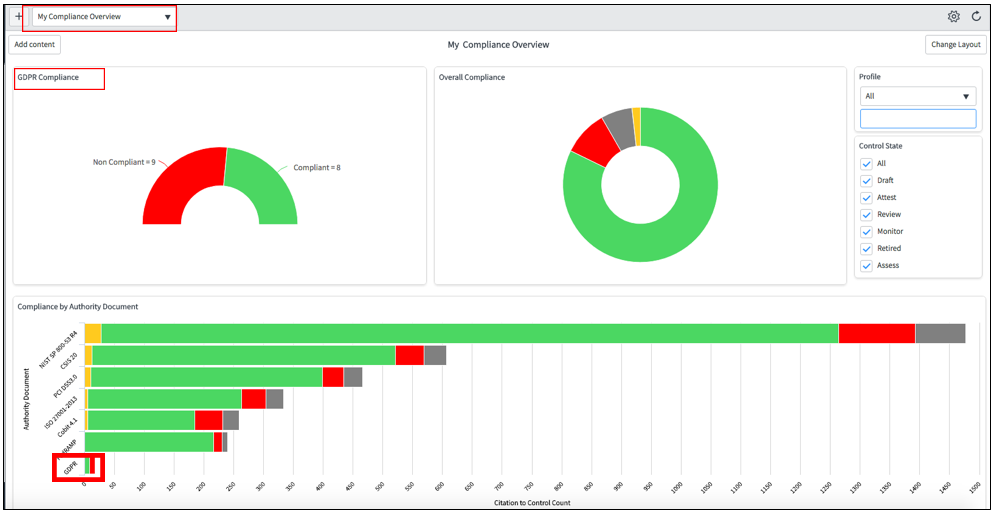 + My Compliance Overview
Add content
My Compliance Overview
Change Layout
GDPR Compliance
Non Compliant = 9
Compliant = 8
Overall Compliance
Profile
All
Control State
All
Draft
Attest
Review
Monitor
Retired
Assess
Compliance by Authority Document
Authority Document
NIST SP 800-53 R4
CSIS 20
PCI DSS3.0
ISO 27001-2013
Cobit 4.1
GDPR
0 50 100 150 200 250 300 350 400 450 500 550 600 650 700 750 800 850 900 950 1000 1050 1100 1150 1200 1250 1300 1350 1400 1450 1500
Citation to Control Count